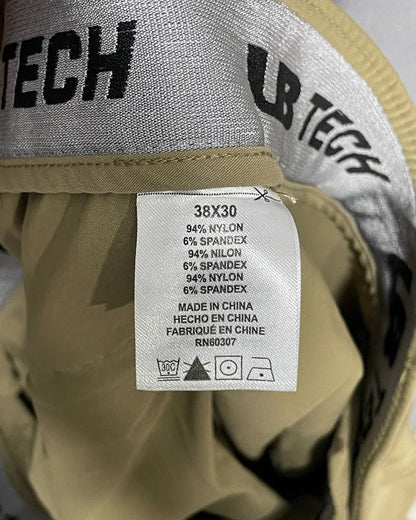 TECH
LB TECH
38X30
94% NYLON
6% SPANDEX
94% NILON
6% SPANDEX
94% NYLON
6% SPANDEX
MADE IN CHINA
HECHO EN CHINA
FABRIQUÉ EN CHINE
RN60307
30C